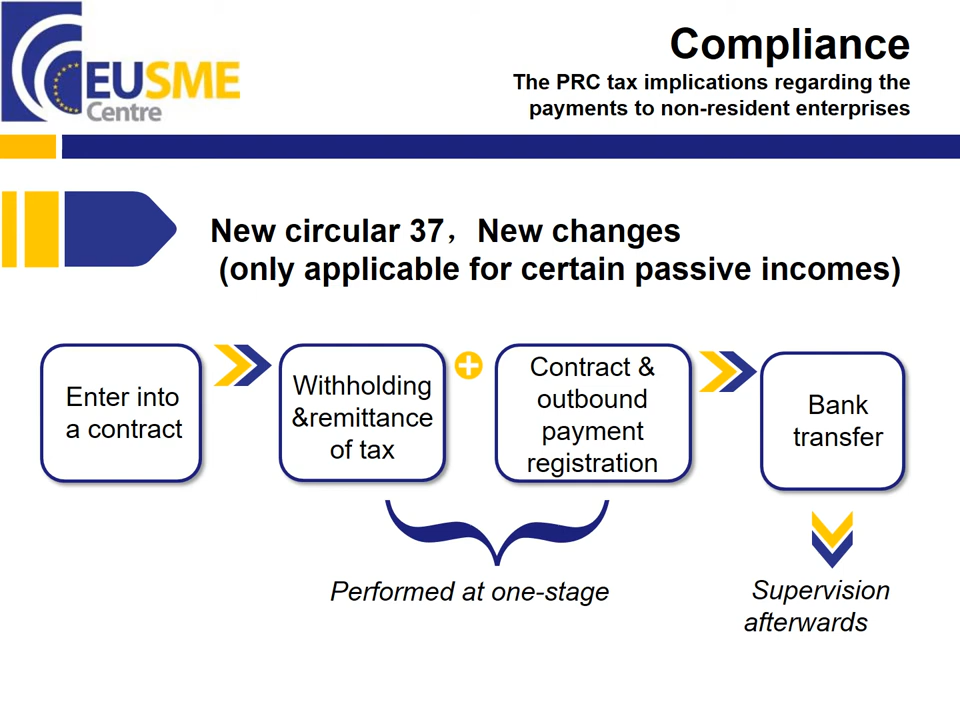 EUSME
Centre
Compliance
The PRC tax implications regarding the
payments to non-resident enterprises
New circular 37，New changes
(only applicable for certain passive incomes)
Enter into
a contract
Withholding
&remittance
of tax
Contract &
outbound
payment
registration
Bank
transfer
Performed at one-stage
Supervision
afterwards